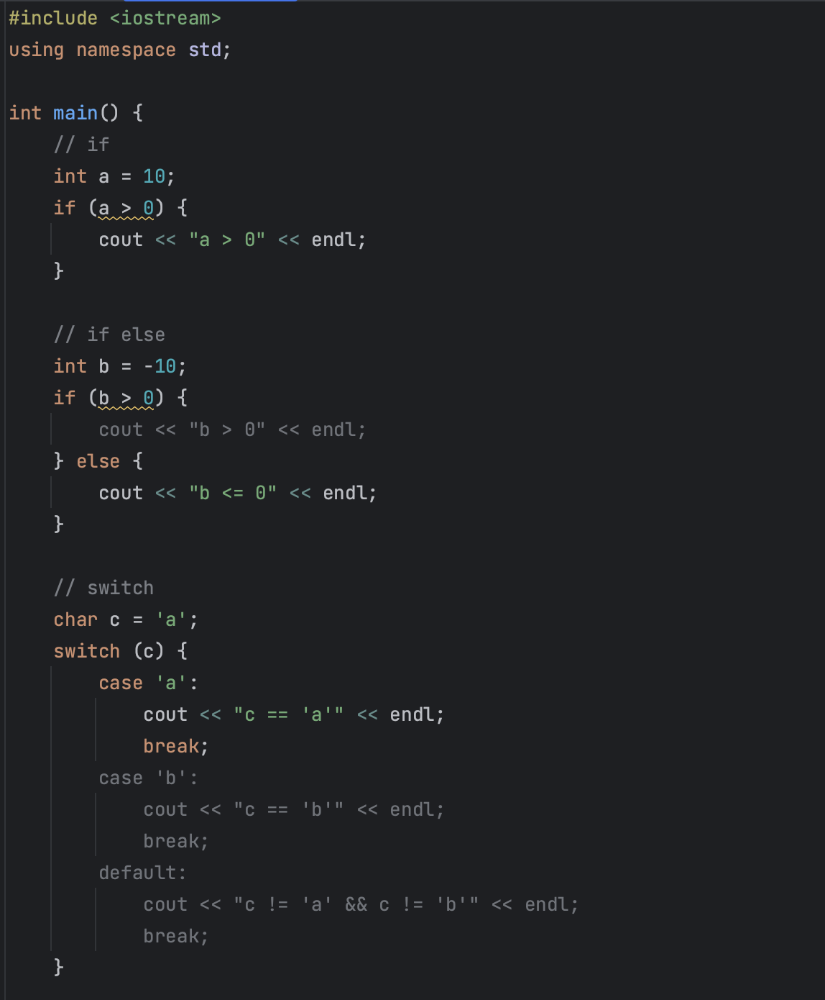 #include <iostream>
using namespace std;
int main() {
// if
int a = 10;
if (a > 0) {
cout << "a > 0" << endl;
}
// if else
int b = -10;
if (b > 0) {
cout << "b > 0" << endl;
} else {
cout << "b <= 0" << endl;
}
// switch
char c = 'a';
switch (c) {
case 'a':
cout << "c == 'a'" << endl;
break;
case 'b':
cout << "c == 'b'" << endl;
break;
default:
cout << "c != 'a' && c != 'b'" << endl;
break;
}